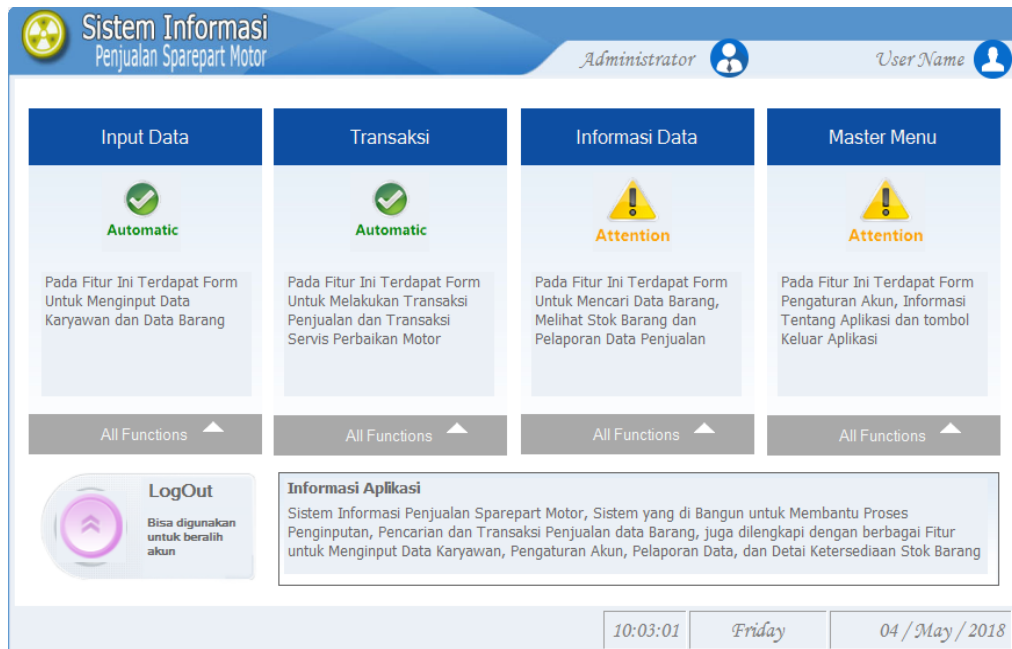 Sistem Informasi
Penjualan Sparepart Motor
Administrator
User Name
Input Data
Automatic
Pada Fitur Ini Terdapat Form
Untuk Menginput Data
Karyawan dan Data Barang
All Functions
Transaksi
Automatic
Pada Fitur Ini Terdapat Form
Untuk Melakukan Transaksi
Penjualan dan Transaksi
Servis Perbaikan Motor
All Functions
Informasi Data
Attention
Pada Fitur Ini Terdapat Form
Untuk Mencari Data Barang,
Melihat Stok Barang dan
Pelaporan Data Penjualan
All Functions
Master Menu
Attention
Pada Fitur Ini Terdapat Form
Pengaturan Akun, Informasi
Tentang Aplikasi dan tombol
Keluar Aplikasi
All Functions
LogOut
Bisa digunakan
untuk beralih
akun
Informasi Aplikasi
Sistem Informasi Penjualan Sparepart Motor, Sistem yang di Bangun untuk Membantu Proses
Penginputan, Pencarian dan Transaksi Penjualan data Barang, juga dilengkapi dengan berbagai Fitur
untuk Menginput Data Karyawan, Pengaturan Akun, Pelaporan Data, dan Detai Ketersediaan Stok Barang
10:03:01
Friday
04 / May / 2018